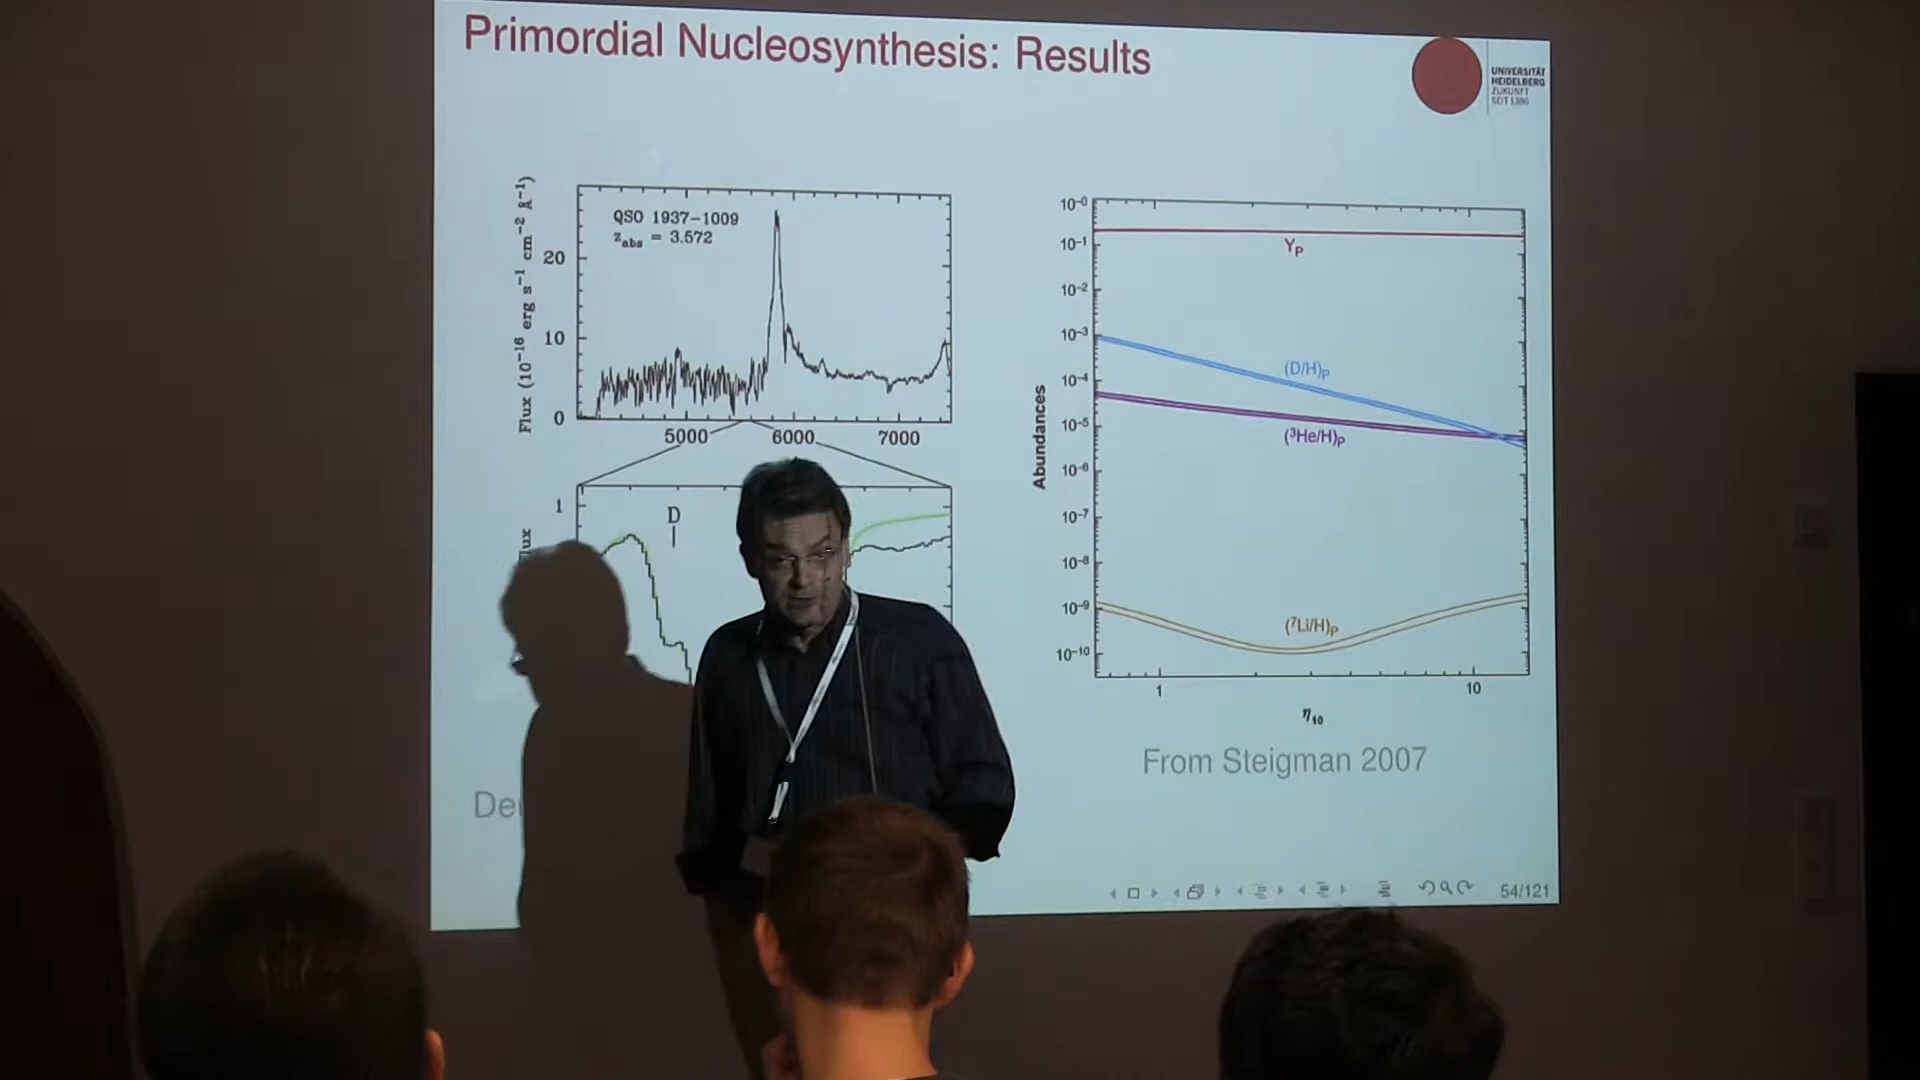 Primordial Nucleosynthesis: Results
UNIVERSITÄT
HEIDELBERG
ZUKUNFT
SEIT 1386
Flux (10⁻¹⁶ erg s⁻¹ cm⁻² Å⁻¹)
QSO 1937−1009
z_abs = 3.572
20
10
0
5000 6000 7000
1
D
Abundances
10⁻⁰
10⁻¹
10⁻²
10⁻³
10⁻⁴
10⁻⁵
10⁻⁶
10⁻⁷
10⁻⁸
10⁻⁹
10⁻¹⁰
Y_P
(D/H)_P
(³He/H)_P
(⁷Li/H)_P
1 10
η₁₀
From Steigman 2007
54/121